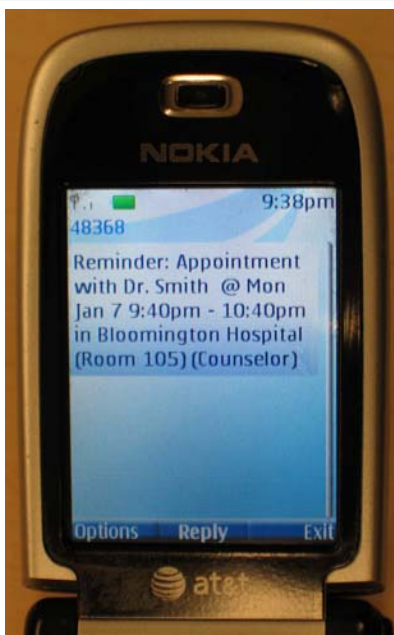 NOKIA
9:38pm
48368
Reminder: Appointment
with Dr. Smith @ Mon
Jan 7 9:40pm - 10:40pm
in Bloomington Hospital
(Room 105) (Counselor)
Options Reply Exit
at&t